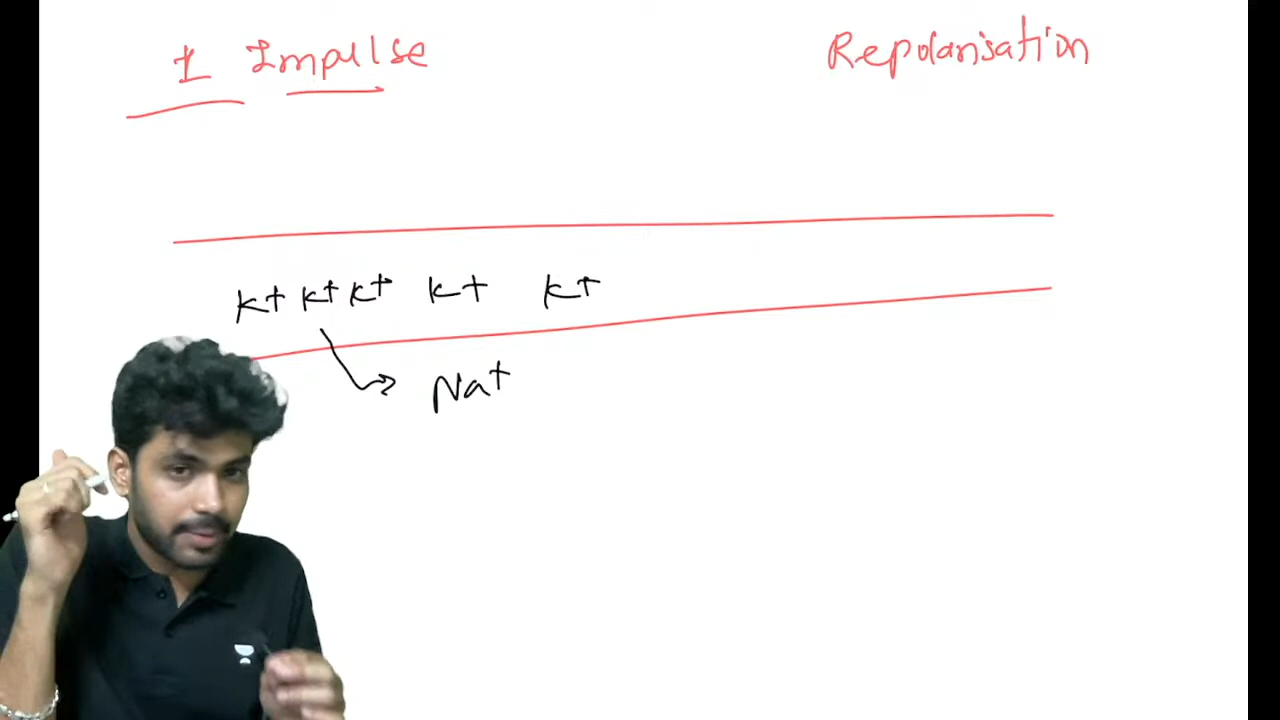 1 Impulse
Repolarisation
K+ K+ K+ K+ K+
Na+